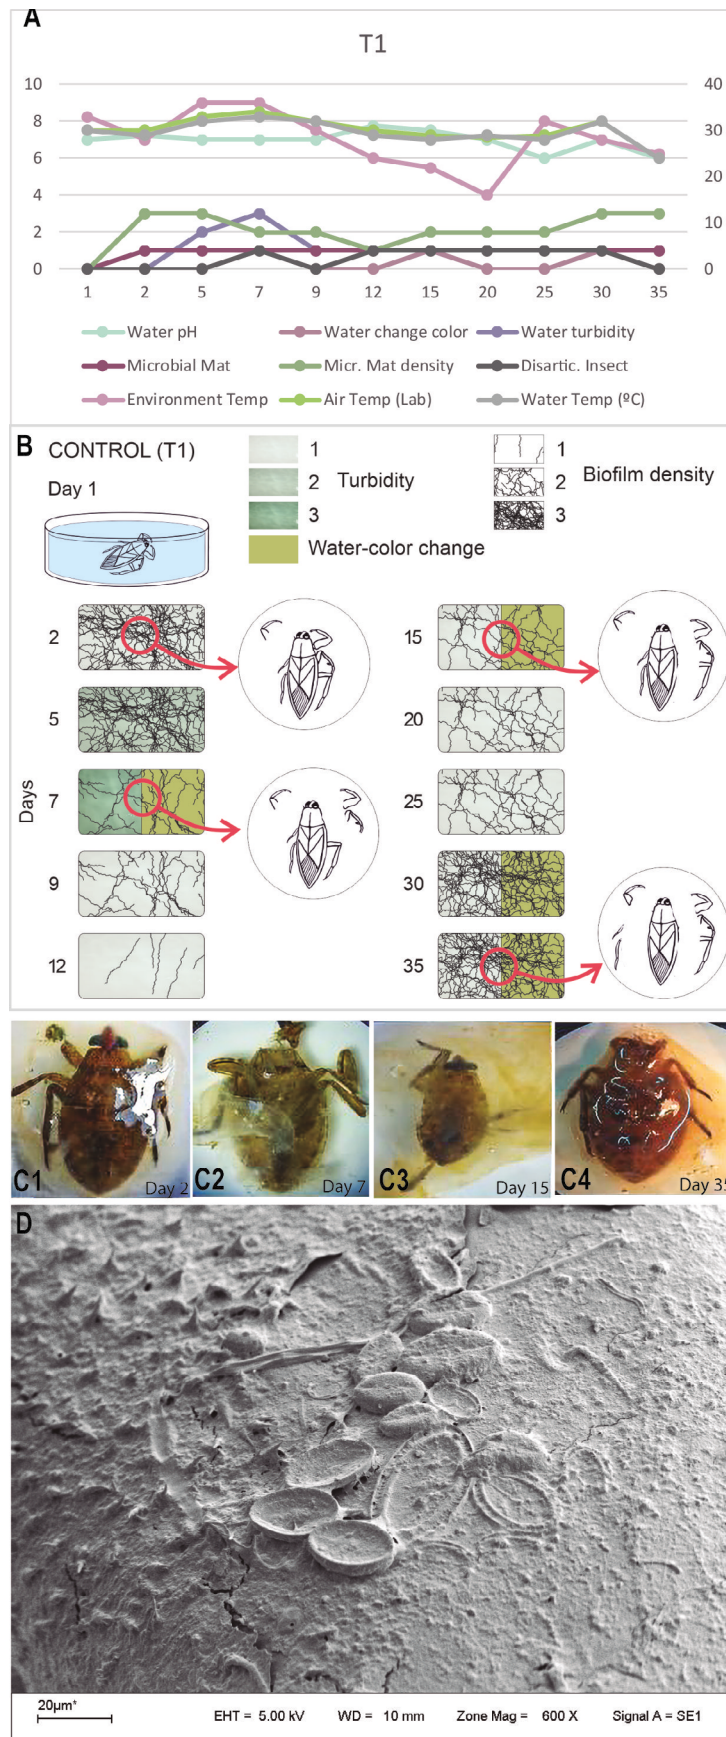 A
T1
10 40
8 30
6
20
4
2 10
0 0
1 2 5 7 9 12 15 20 25 30 35
Water pH Water change color Water turbidity
Microbial Mat Micr. Mat density Disartic. Insect
Environment Temp Air Temp (Lab) Water Temp (ºC)
B CONTROL (T1)
Day 1
1
2 Turbidity
3
Water-color change
1
2 Biofilm density
3
Days
2
5
7
9
12
15
20
25
30
35
C1 Day 2
C2 Day 7
C3 Day 15
C4 Day 35
D
20µm* EHT = 5.00 kV WD = 10 mm Zone Mag = 600 X Signal A = SE1